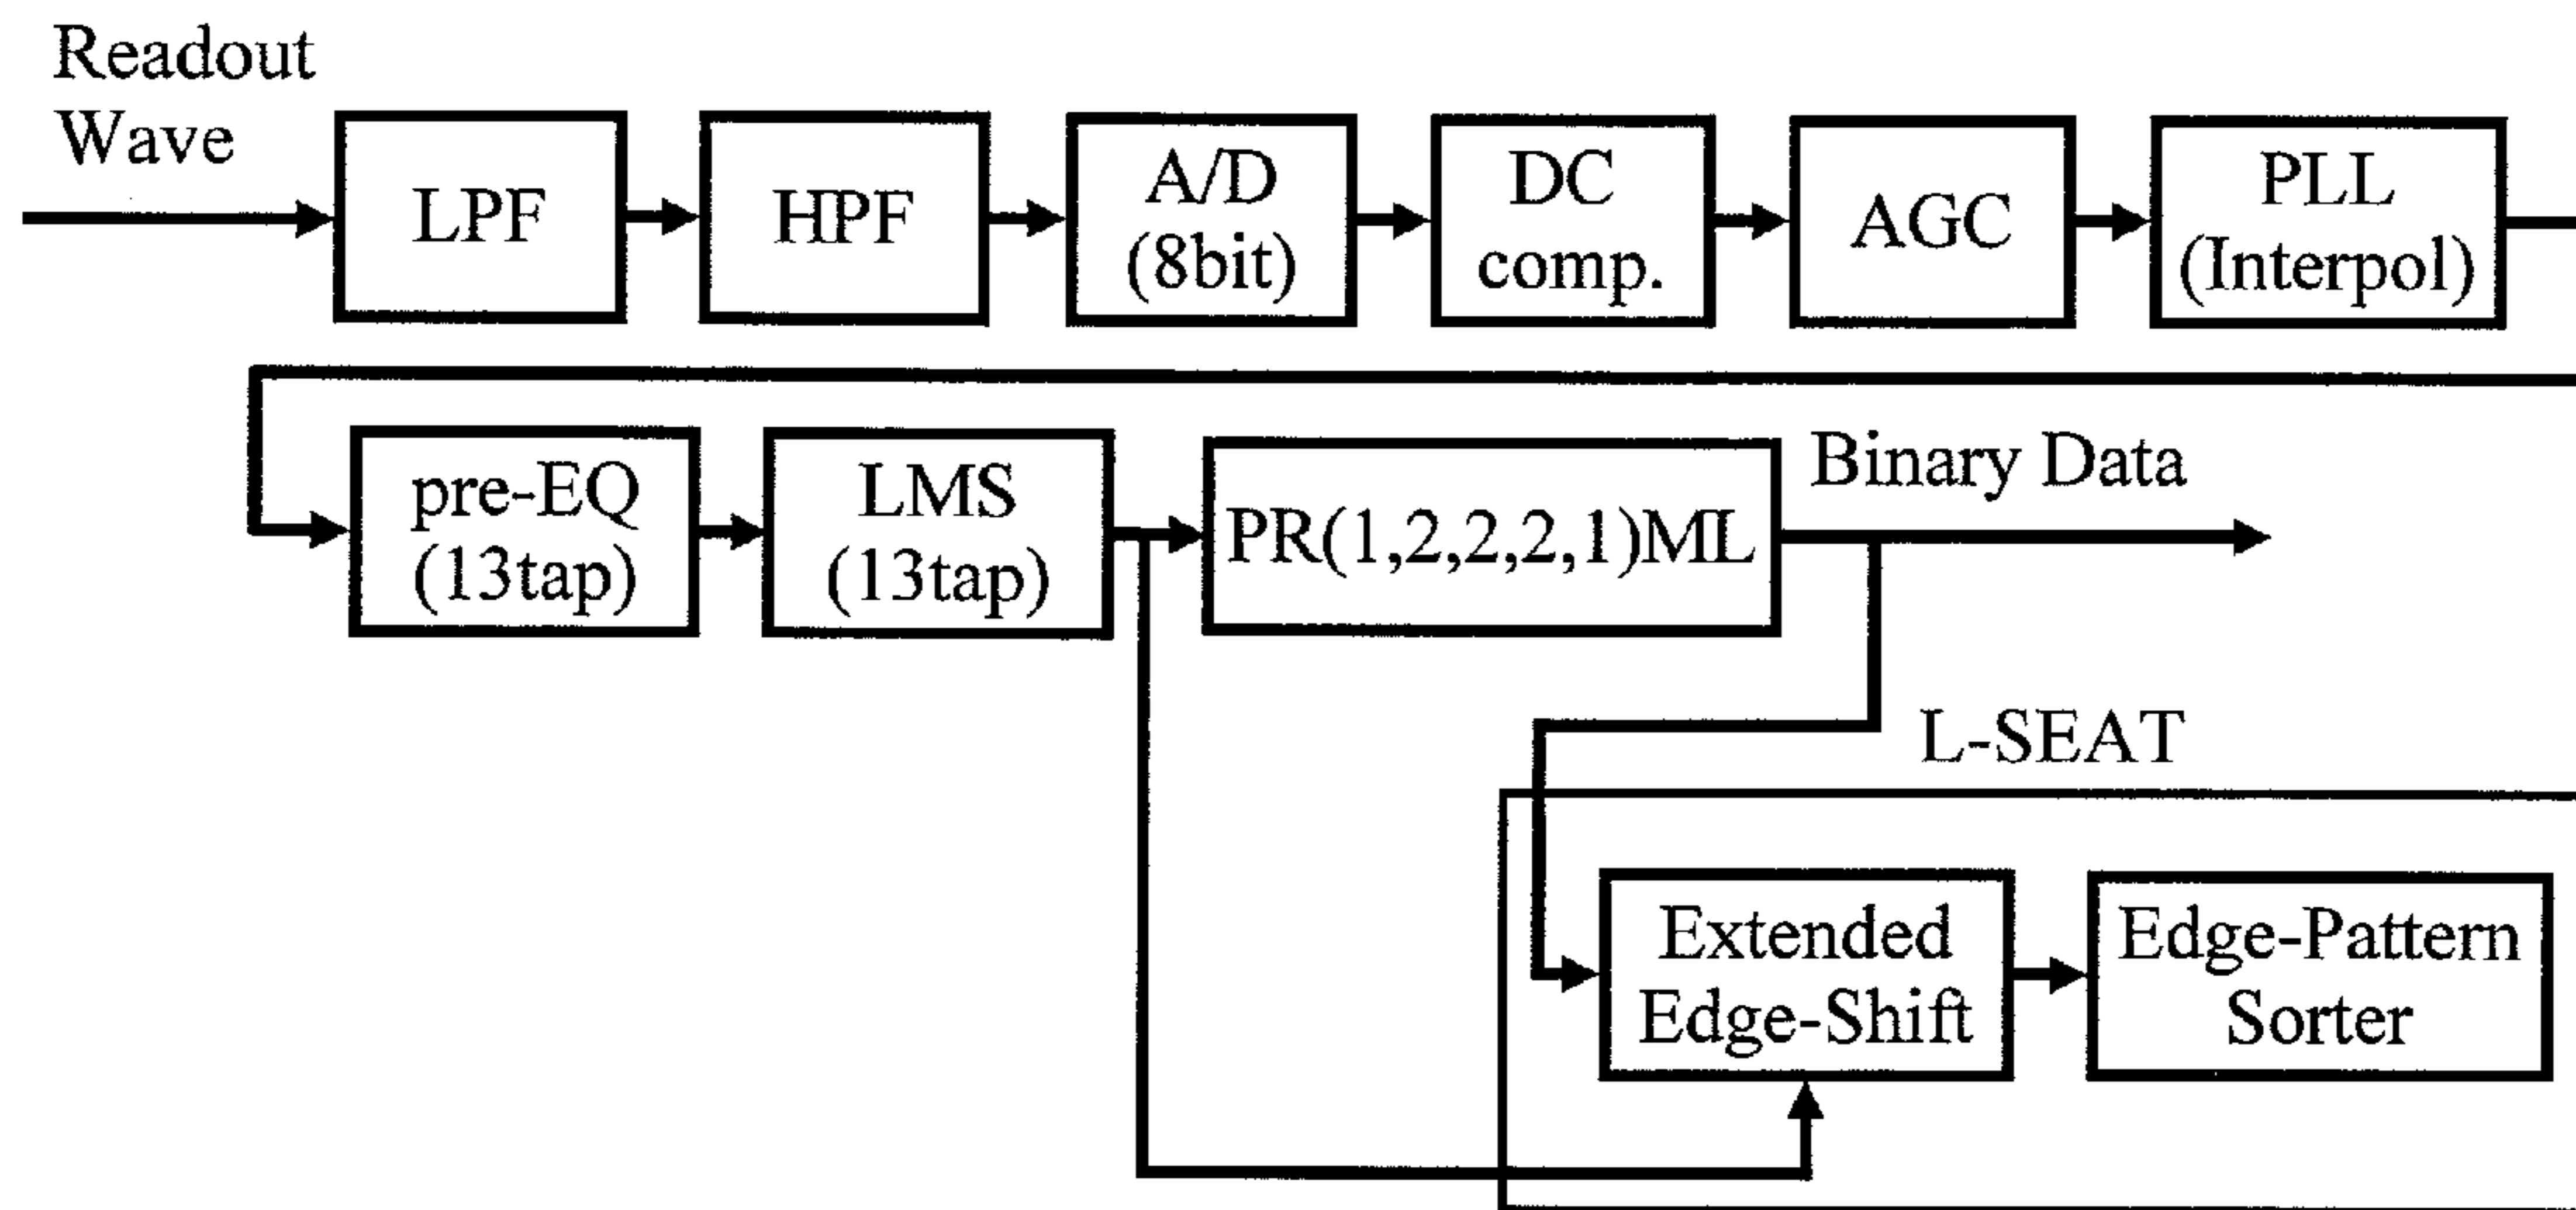 Readout
Wave
LPF
HPF
A/D
(8bit)
DC
comp.
AGC
PLL
(Interpol)
pre-EQ
(13tap)
LMS
(13tap)
PR(1,2,2,2,1)ML
Binary Data
L-SEAT
Extended
Edge-Shift
Edge-Pattern
Sorter